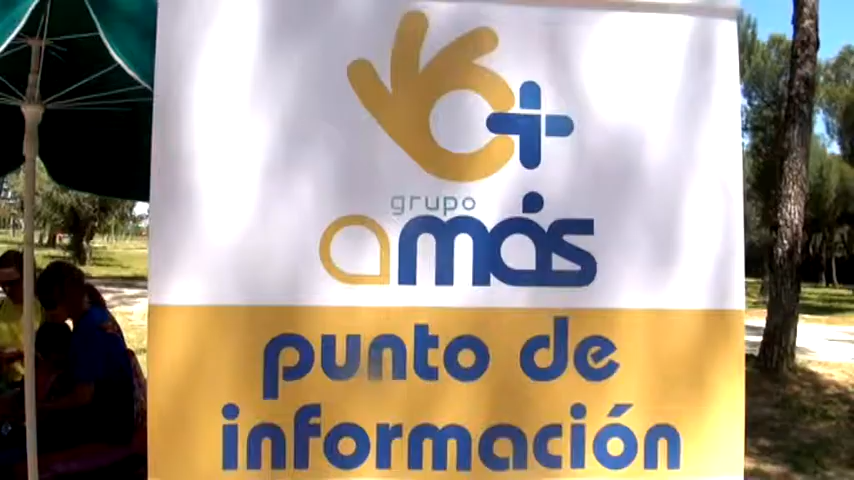 grupo
amás
punto de
información